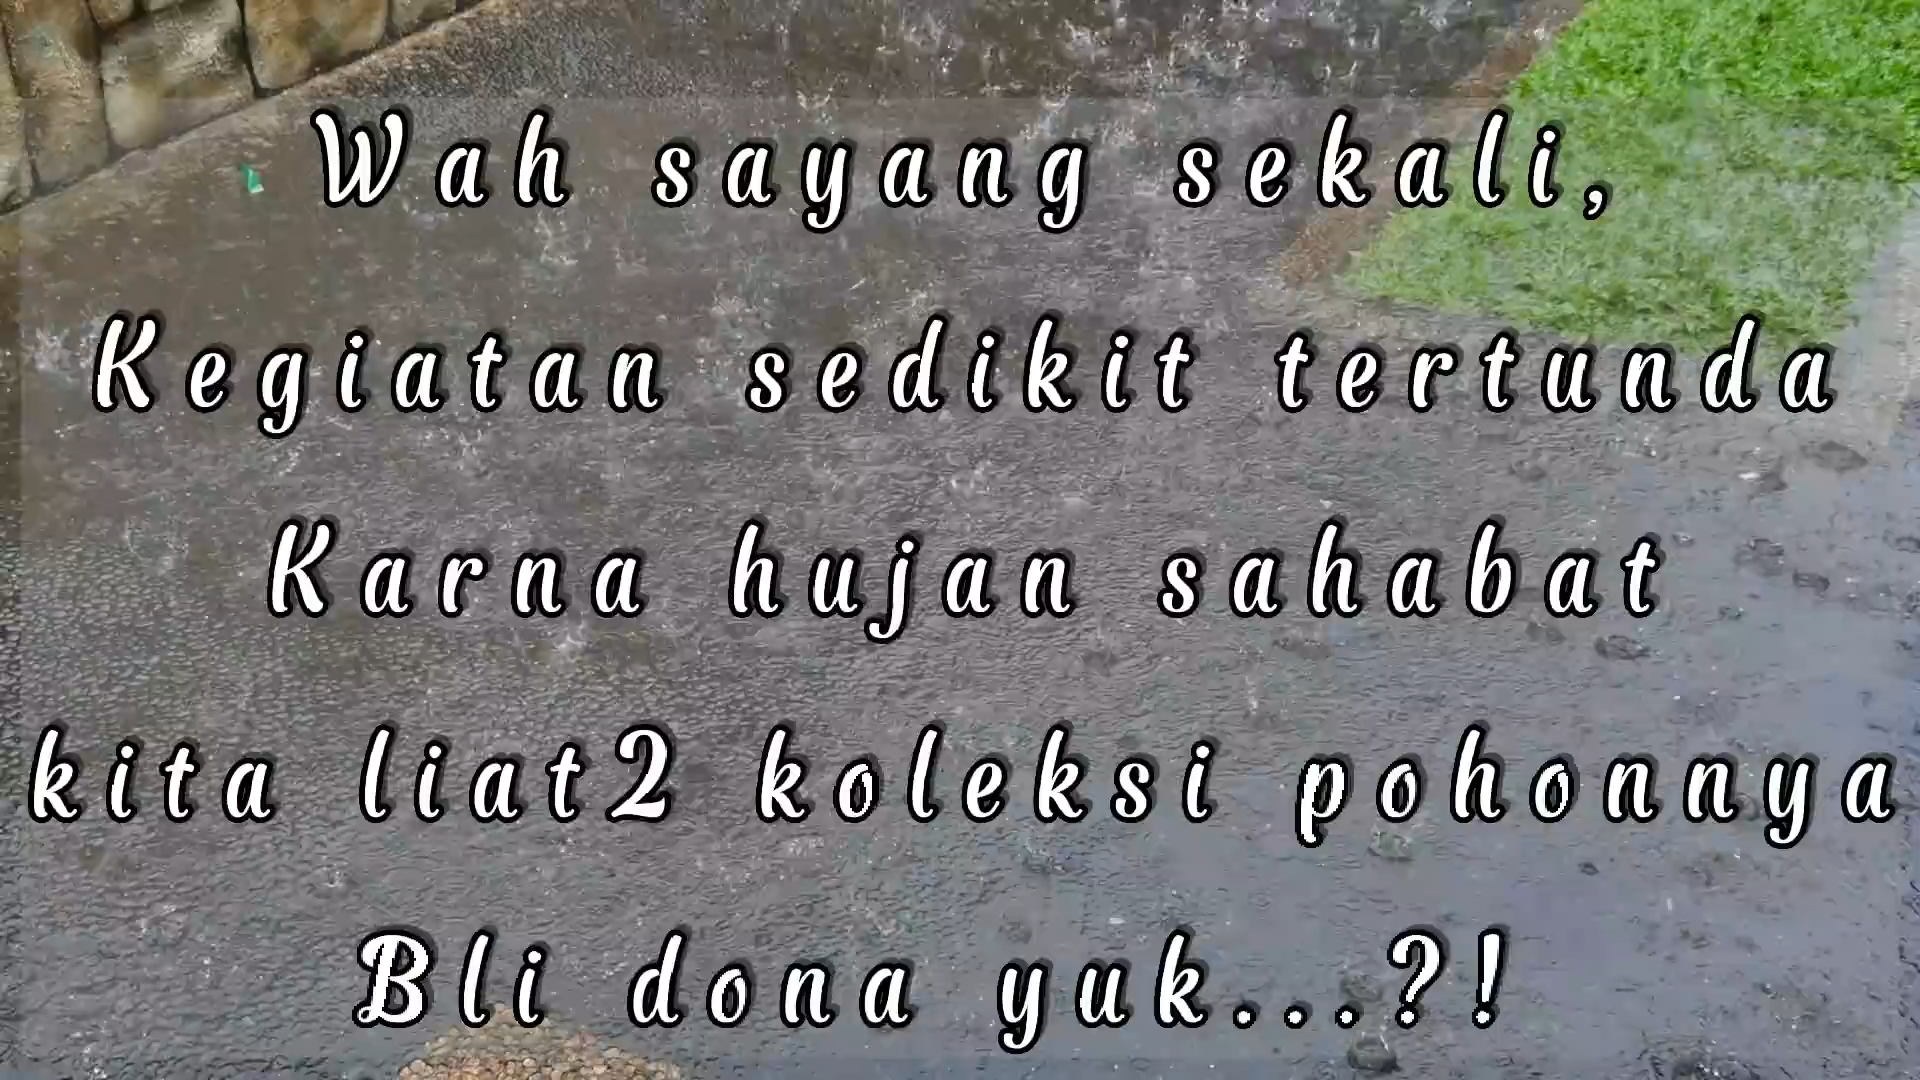 Wah sayang sekali,
Kegiatan sedikit tertunda
Karna hujan sahabat
kita liat2 koleksi pohonnya
Bli dona yuk...?!